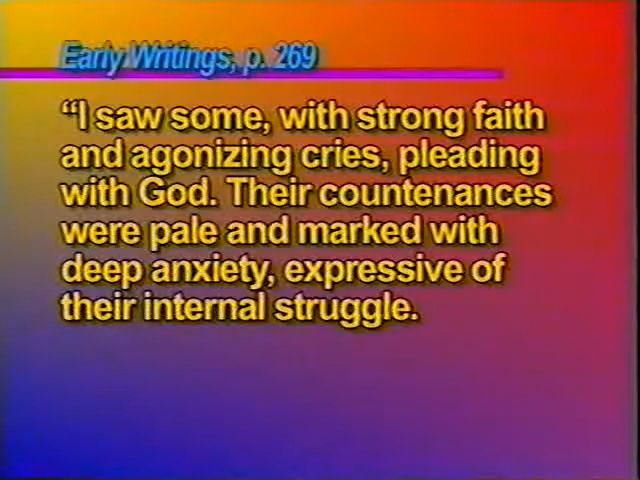 Early Writings, p. 269
“I saw some, with strong faith
and agonizing cries, pleading
with God. Their countenances
were pale and marked with
deep anxiety, expressive of
their internal struggle.